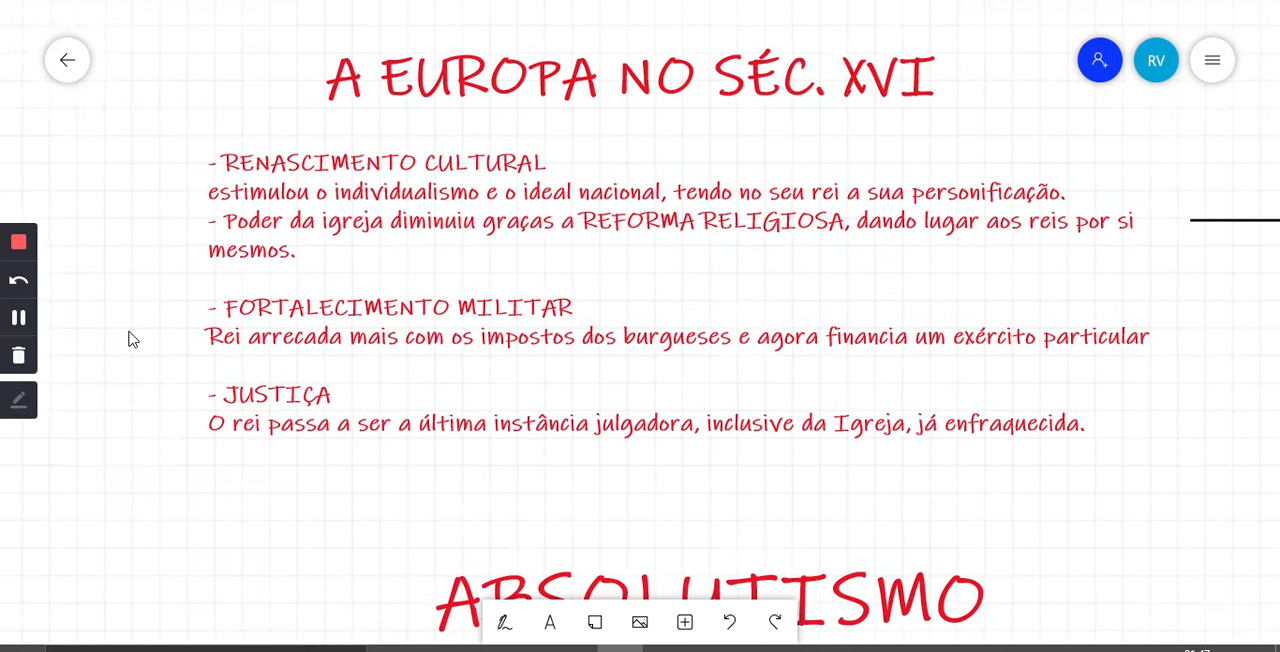 A EUROPA NO SÉC. XVI
RV
- RENASCIMENTO CULTURAL
estimulou o individualismo e o ideal nacional, tendo no seu rei a sua personificação.
- Poder da igreja diminuiu graças a REFORMA RELIGIOSA, dando lugar aos reis por si
mesmos.
- FORTALECIMENTO MILITAR
Rei arrecada mais com os impostos dos burgueses e agora financia um exército particular
- JUSTIÇA
O rei passa a ser a última instância julgadora, inclusive da Igreja, já enfraquecida.
ABSOLUTISMO